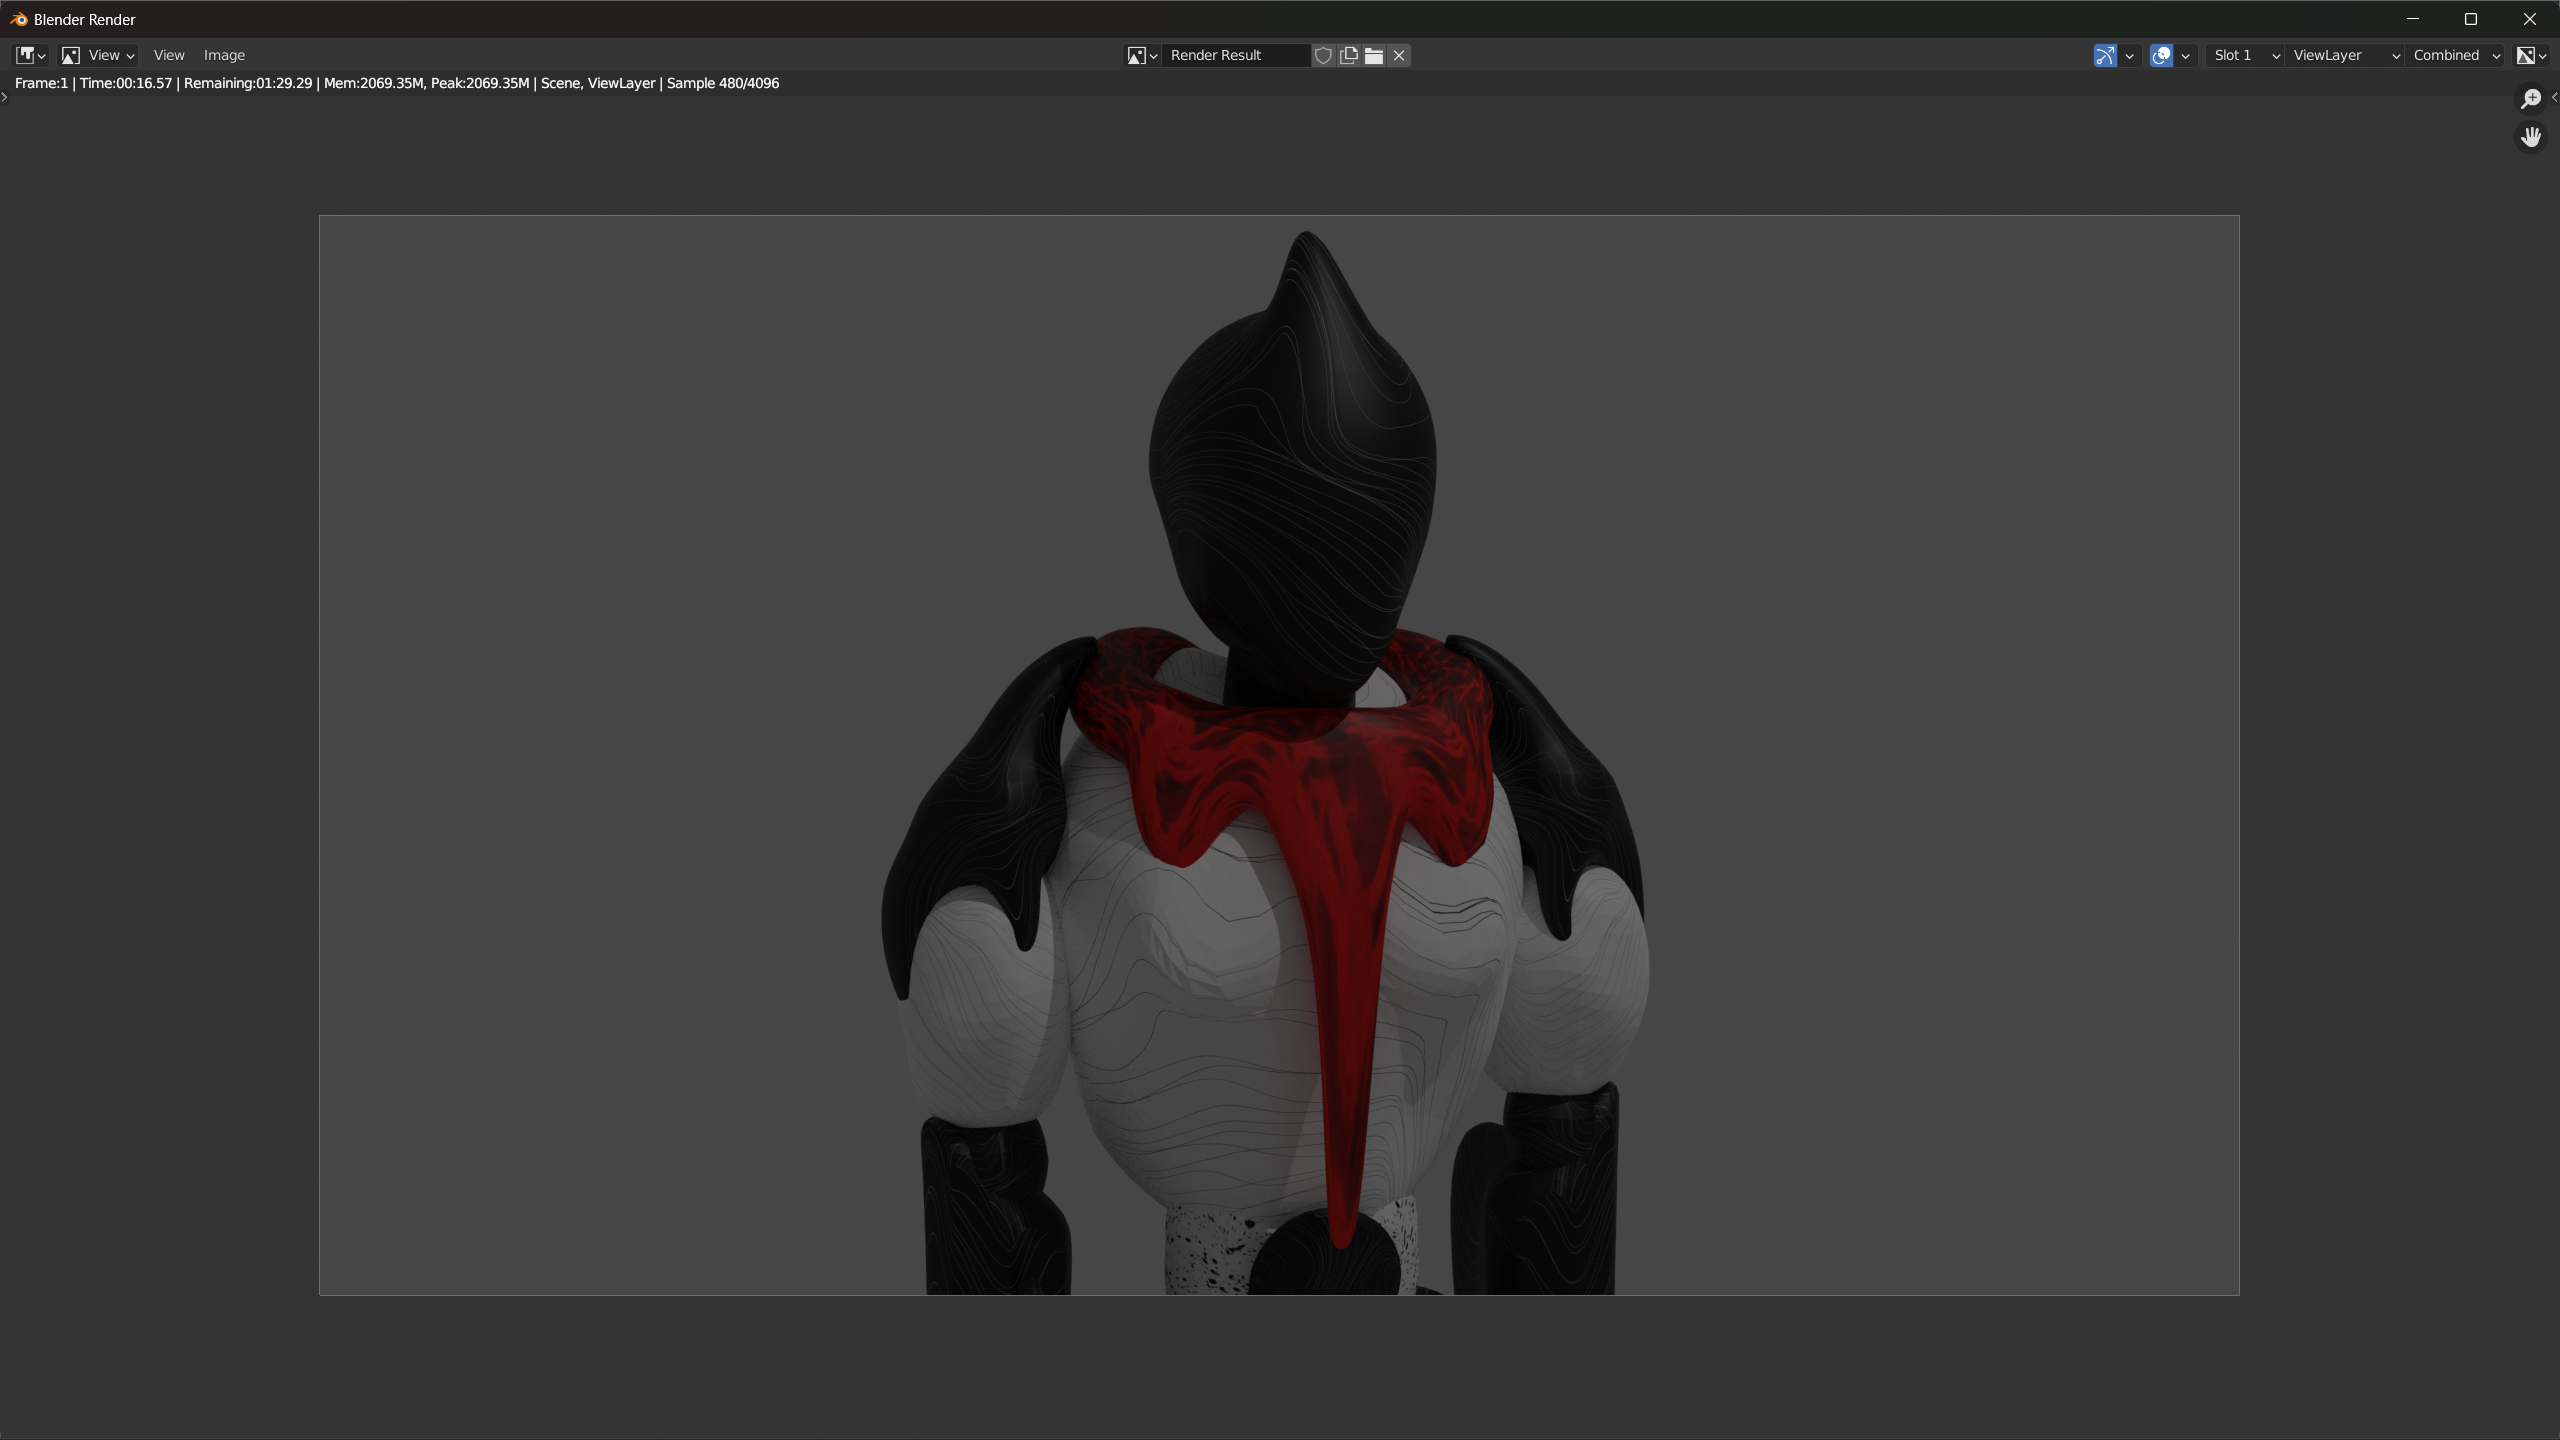 Blender Render
View View Image Render Result Slot 1 ViewLayer Combined
Frame:1 | Time:00:16.57 | Remaining:01:29.29 | Mem:2069.35M, Peak:2069.35M | Scene, ViewLayer | Sample 480/4096